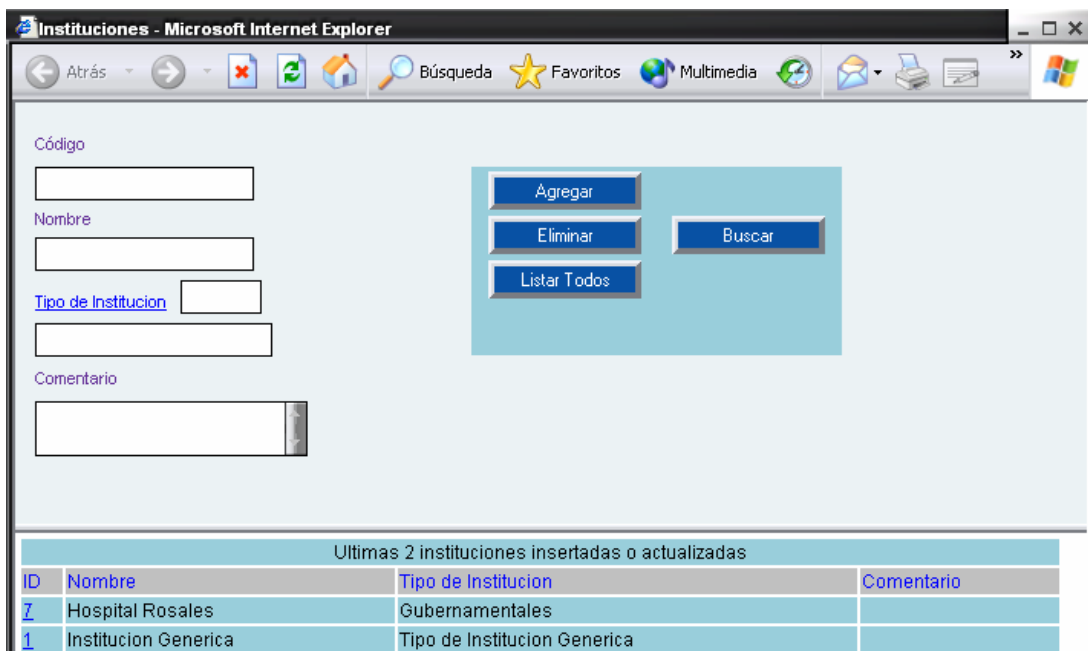 Instituciones - Microsoft Internet Explorer
Atrás Búsqueda Favoritos Multimedia »
Código
Agregar
Nombre
Eliminar Buscar
Listar Todos
Tipo de Institucion
Comentario
Ultimas 2 instituciones insertadas o actualizadas
ID Nombre Tipo de Institucion Comentario
7 Hospital Rosales Gubernamentales
1 Institucion Generica Tipo de Institucion Generica